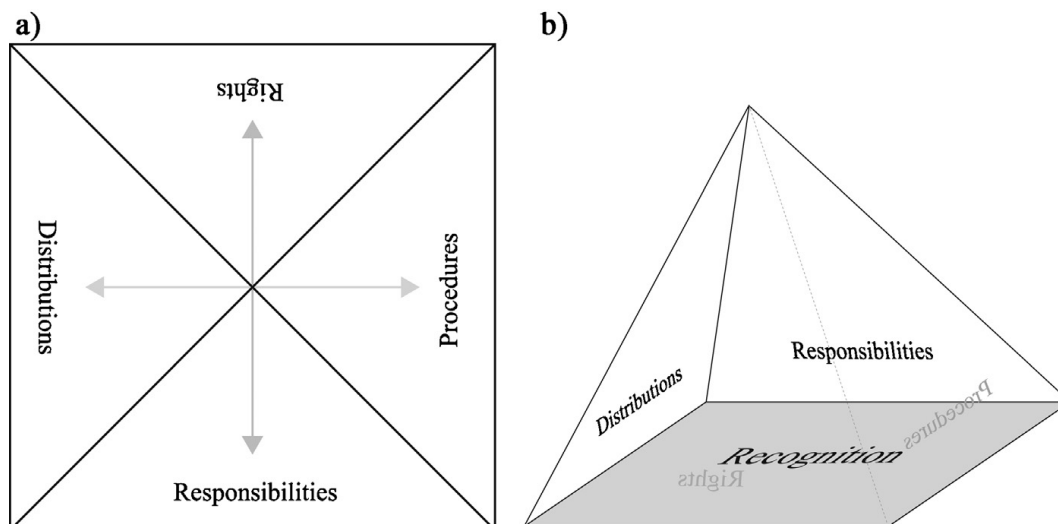 a)
Rights
Distributions
Procedures
Responsibilities
b)
Responsibilities
Distributions
Procedures
Recognition
Rights